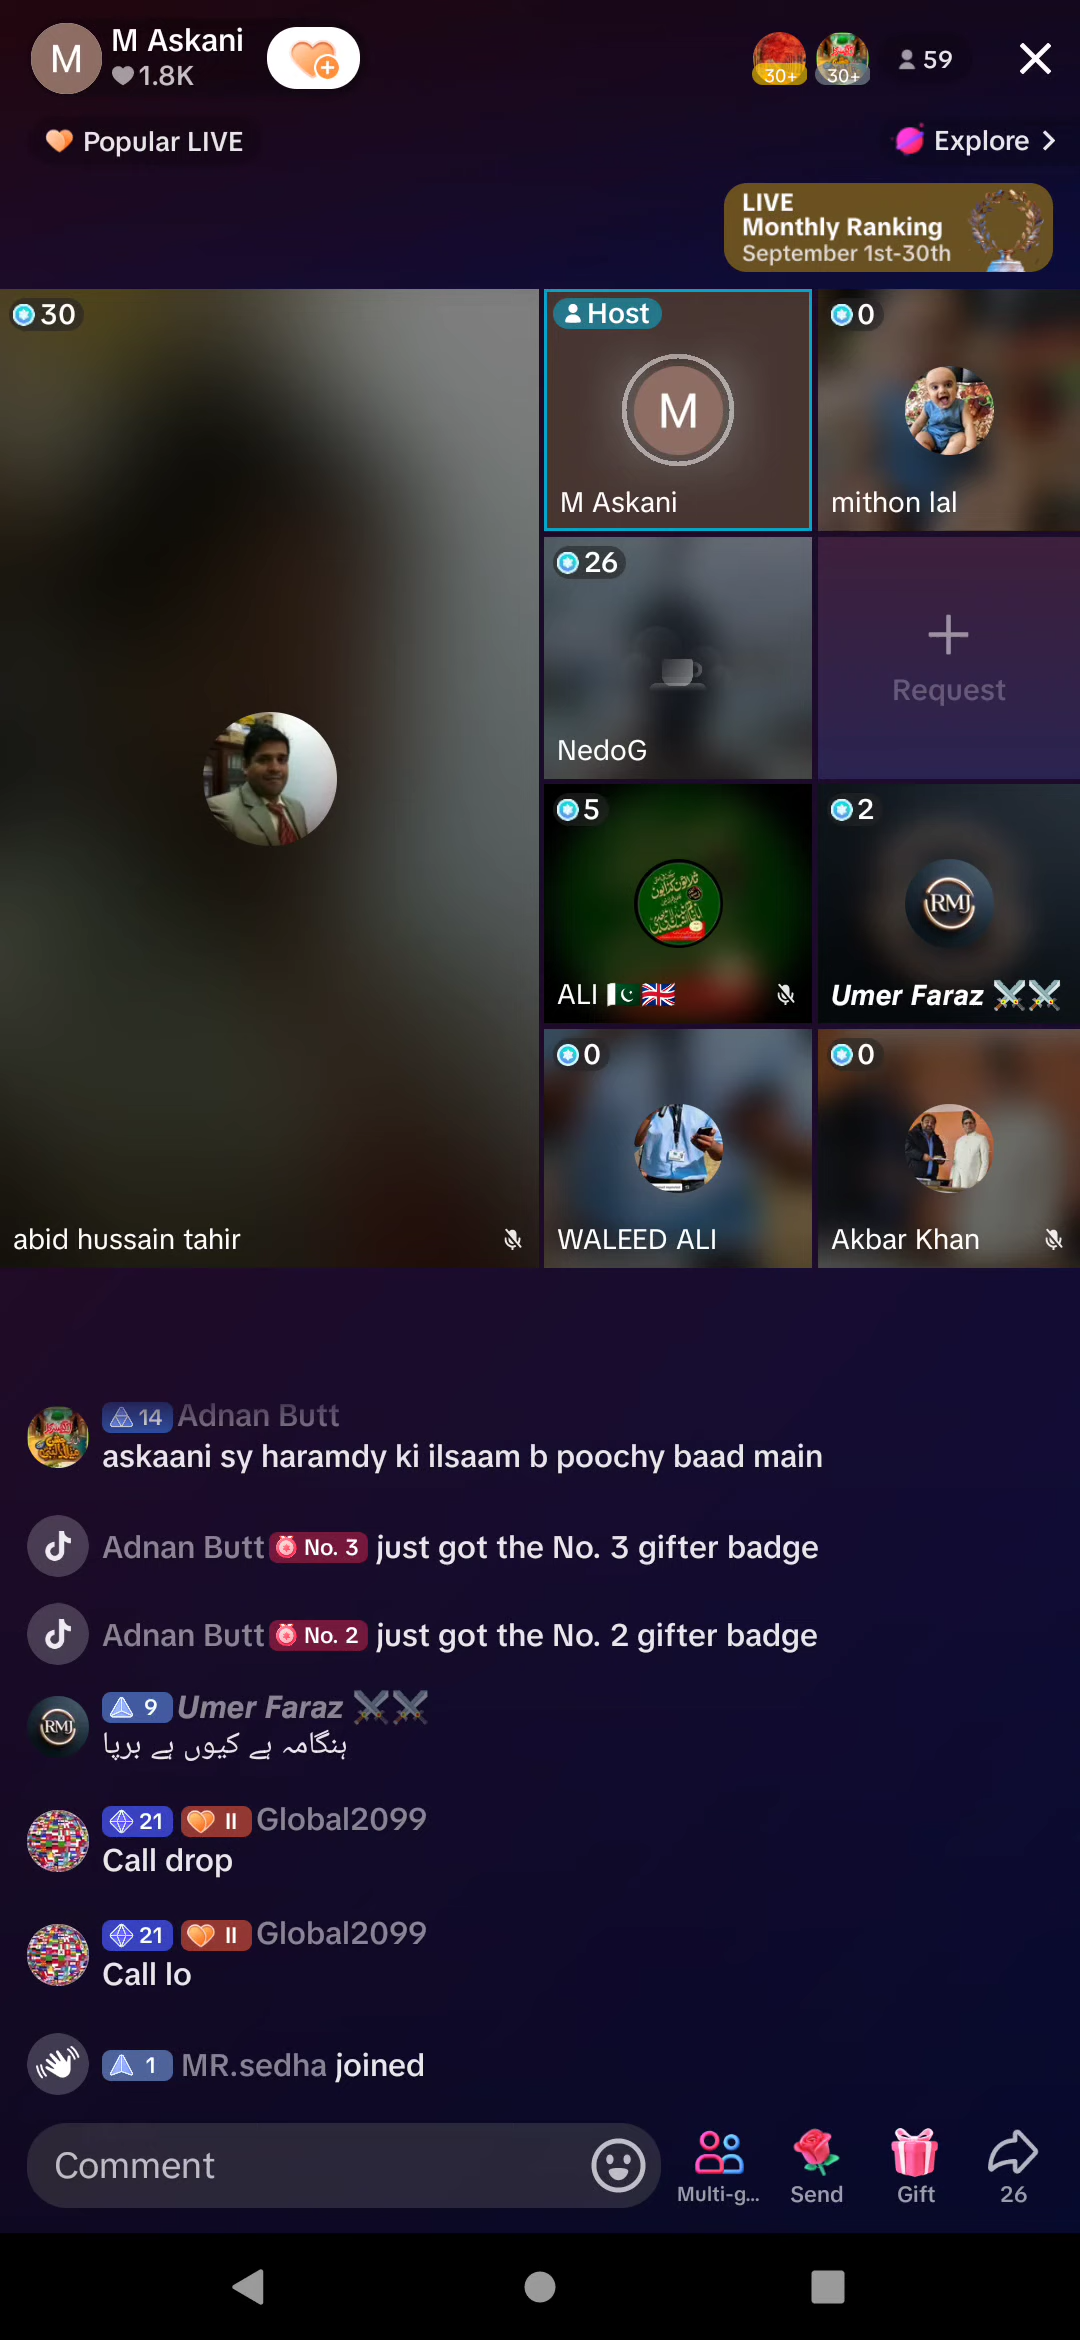 M
M Askani
1.8K
30+
30+
59
Popular LIVE
Explore
LIVE
Monthly Ranking
September 1st-30th
30
Host
M
M Askani
0
mithon lal
26
NedoG
Request
5
ALI 🇵🇰🇬🇧
2
RMJ
Umer Faraz ⚔️⚔️
0
WALEED ALI
0
Akbar Khan
abid hussain tahir
14 Adnan Butt
askaani sy haramdy ki ilsaam b poochy baad main
Adnan Butt No. 3 just got the No. 3 gifter badge
Adnan Butt No. 2 just got the No. 2 gifter badge
RMJ
9 Umer Faraz ⚔️⚔️
ہنگامہ ہے کیوں ہے برپا
21 II Global2099
Call drop
21 II Global2099
Call lo
1 MR.sedha joined
Comment
Multi-g...
Send
Gift
26